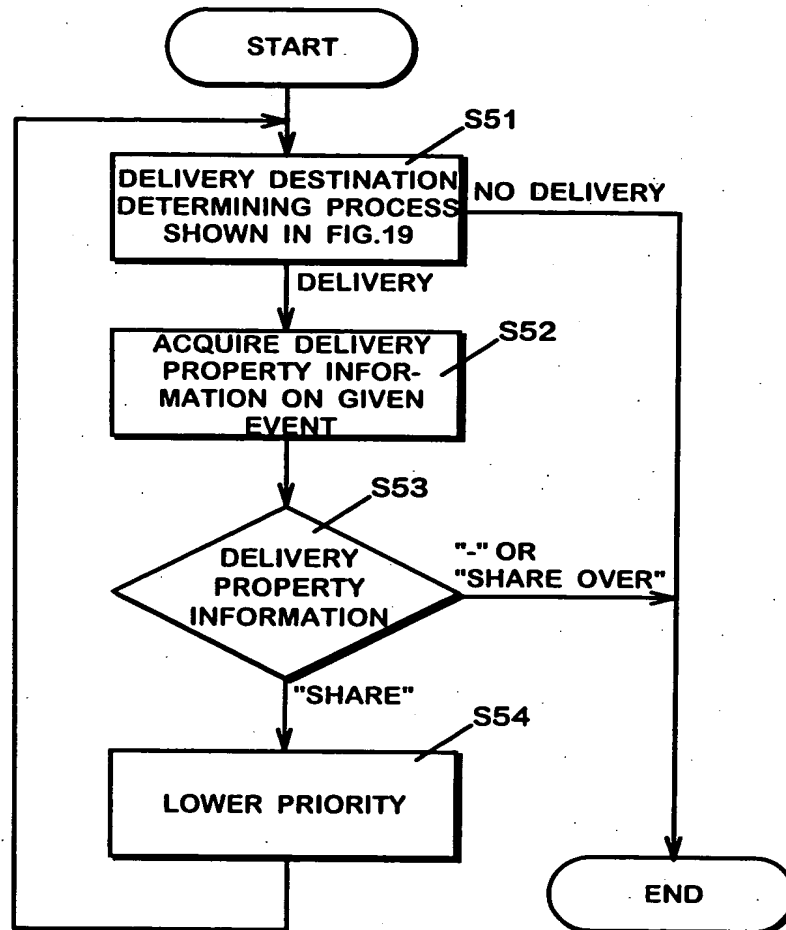 START
S51
DELIVERY DESTINATION
DETERMINING PROCESS
SHOWN IN FIG.19
NO DELIVERY
DELIVERY
S52
ACQUIRE DELIVERY
PROPERTY INFOR-
MATION ON GIVEN
EVENT
S53
DELIVERY
PROPERTY
INFORMATION
"-" OR
"SHARE OVER"
"SHARE"
S54
LOWER PRIORITY
END